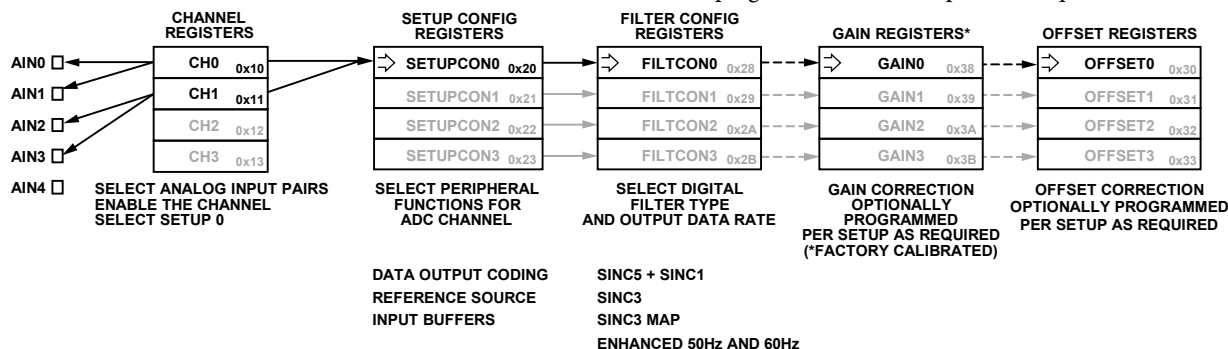 CHANNEL
REGISTERS
SETUP CONFIG
REGISTERS
FILTER CONFIG
REGISTERS
GAIN REGISTERS*
OFFSET REGISTERS
AIN0
AIN1
AIN2
AIN3
AIN4
CH0 0x10
CH1 0x11
CH2 0x12
CH3 0x13
SETUPCON0 0x20
SETUPCON1 0x21
SETUPCON2 0x22
SETUPCON3 0x23
FILTCON0 0x28
FILTCON1 0x29
FILTCON2 0x2A
FILTCON3 0x2B
GAIN0 0x38
GAIN1 0x39
GAIN2 0x3A
GAIN3 0x3B
OFFSET0 0x30
OFFSET1 0x31
OFFSET2 0x32
OFFSET3 0x33
SELECT ANALOG INPUT PAIRS
ENABLE THE CHANNEL
SELECT SETUP 0
SELECT PERIPHERAL
FUNCTIONS FOR
ADC CHANNEL
SELECT DIGITAL
FILTER TYPE
AND OUTPUT DATA RATE
GAIN CORRECTION
OPTIONALLY
PROGRAMMED
PER SETUP AS REQUIRED
(*FACTORY CALIBRATED)
OFFSET CORRECTION
OPTIONALLY PROGRAMMED
PER SETUP AS REQUIRED
DATA OUTPUT CODING
REFERENCE SOURCE
INPUT BUFFERS
SINC5 + SINC1
SINC3
SINC3 MAP
ENHANCED 50Hz AND 60Hz